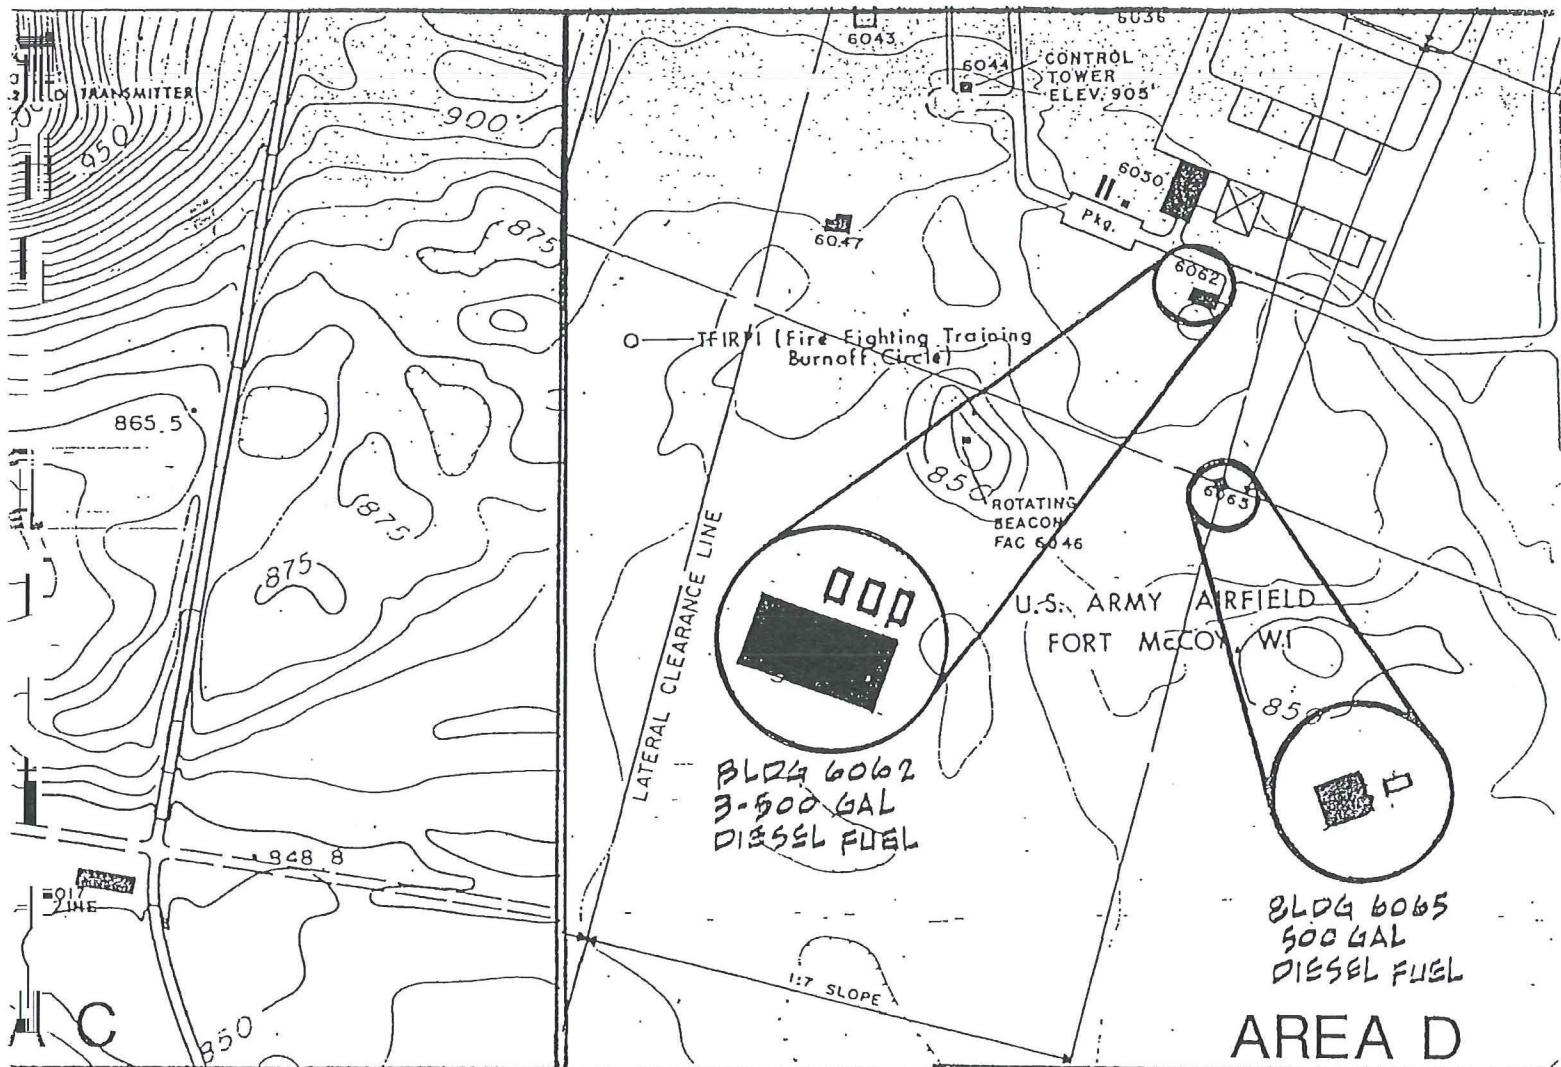 TRANSMITTER
950
900
875
865.5
875
875
848 8
850
C
6043
6036
6044
CONTROL
TOWER
ELEV. 905'
6050
Pkg.
6047
6062
TFIRPI (Fire Fighting Training
Burnoff Circle)
850
ROTATING
BEACON
FAC 6046
6065
U.S. ARMY AIRFIELD
FORT McCOY, WI
850
LATERAL CLEARANCE LINE
BLDG 6062
3-500 GAL
DIESEL FUEL
BLDG 6065
500 GAL
DIESEL FUEL
1:7 SLOPE
AREA D